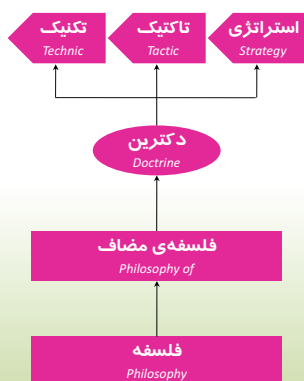 استراتژی
Strategy
تاکتیک
Tactic
تکنیک
Technic
دکترین
Doctrine
فلسفه‌ی مضاف
Philosophy of
فلسفه
Philosophy